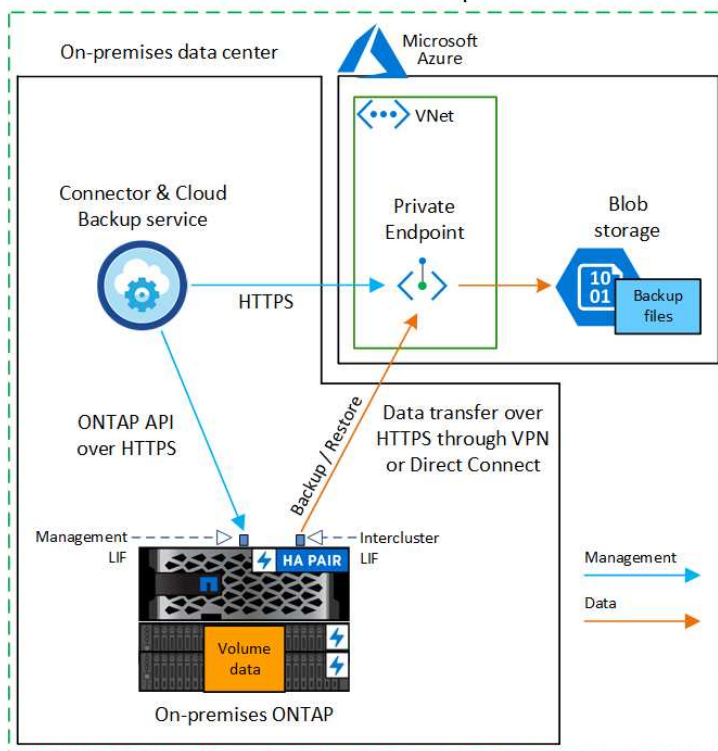 On-premises data center
Microsoft
Azure
VNet
Connector & Cloud
Backup service
Private
Endpoint
Blob
storage
10
01
Backup
files
HTTPS
ONTAP API
over HTTPS
Backup / Restore
Data transfer over
HTTPS through VPN
or Direct Connect
Management
LIF
Intercluster
LIF
HA PAIR
Management
Data
Volume
data
On-premises ONTAP